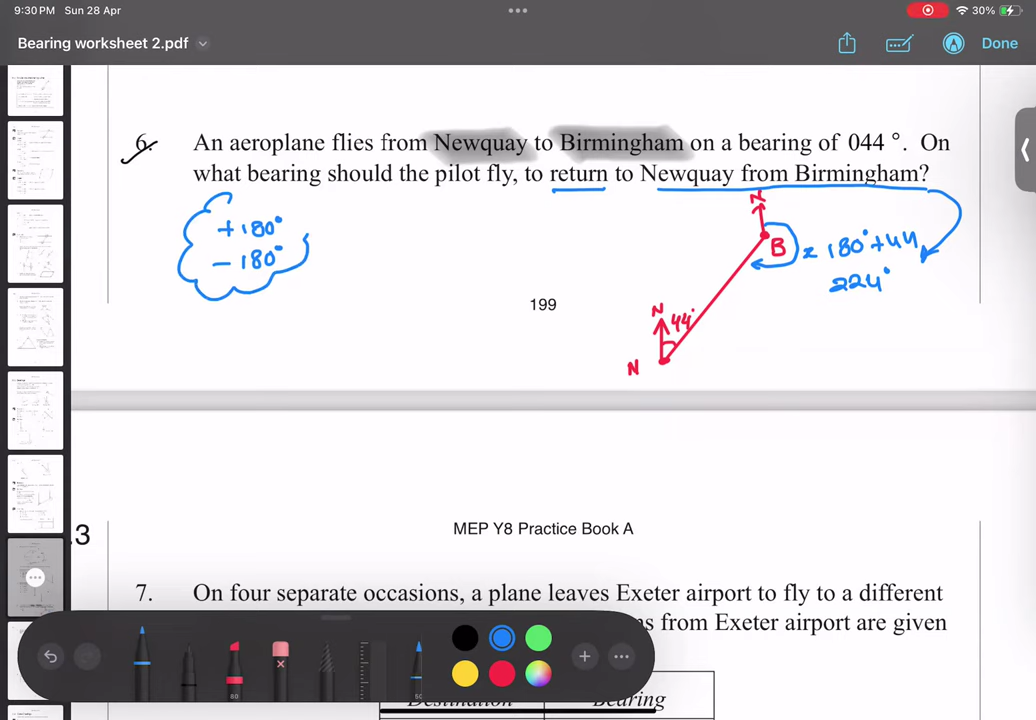 9:30 PM Sun 28 Apr
30%
Bearing worksheet 2.pdf
Done
6. An aeroplane flies from Newquay to Birmingham on a bearing of 044 °. On
what bearing should the pilot fly, to return to Newquay from Birmingham?
+180°
- 180°
N
B
= 180°+44
224°
N
44°
N
199
.3
MEP Y8 Practice Book A
7. On four separate occasions, a plane leaves Exeter airport to fly to a different
s from Exeter airport are given
80
50
Destination Bearing